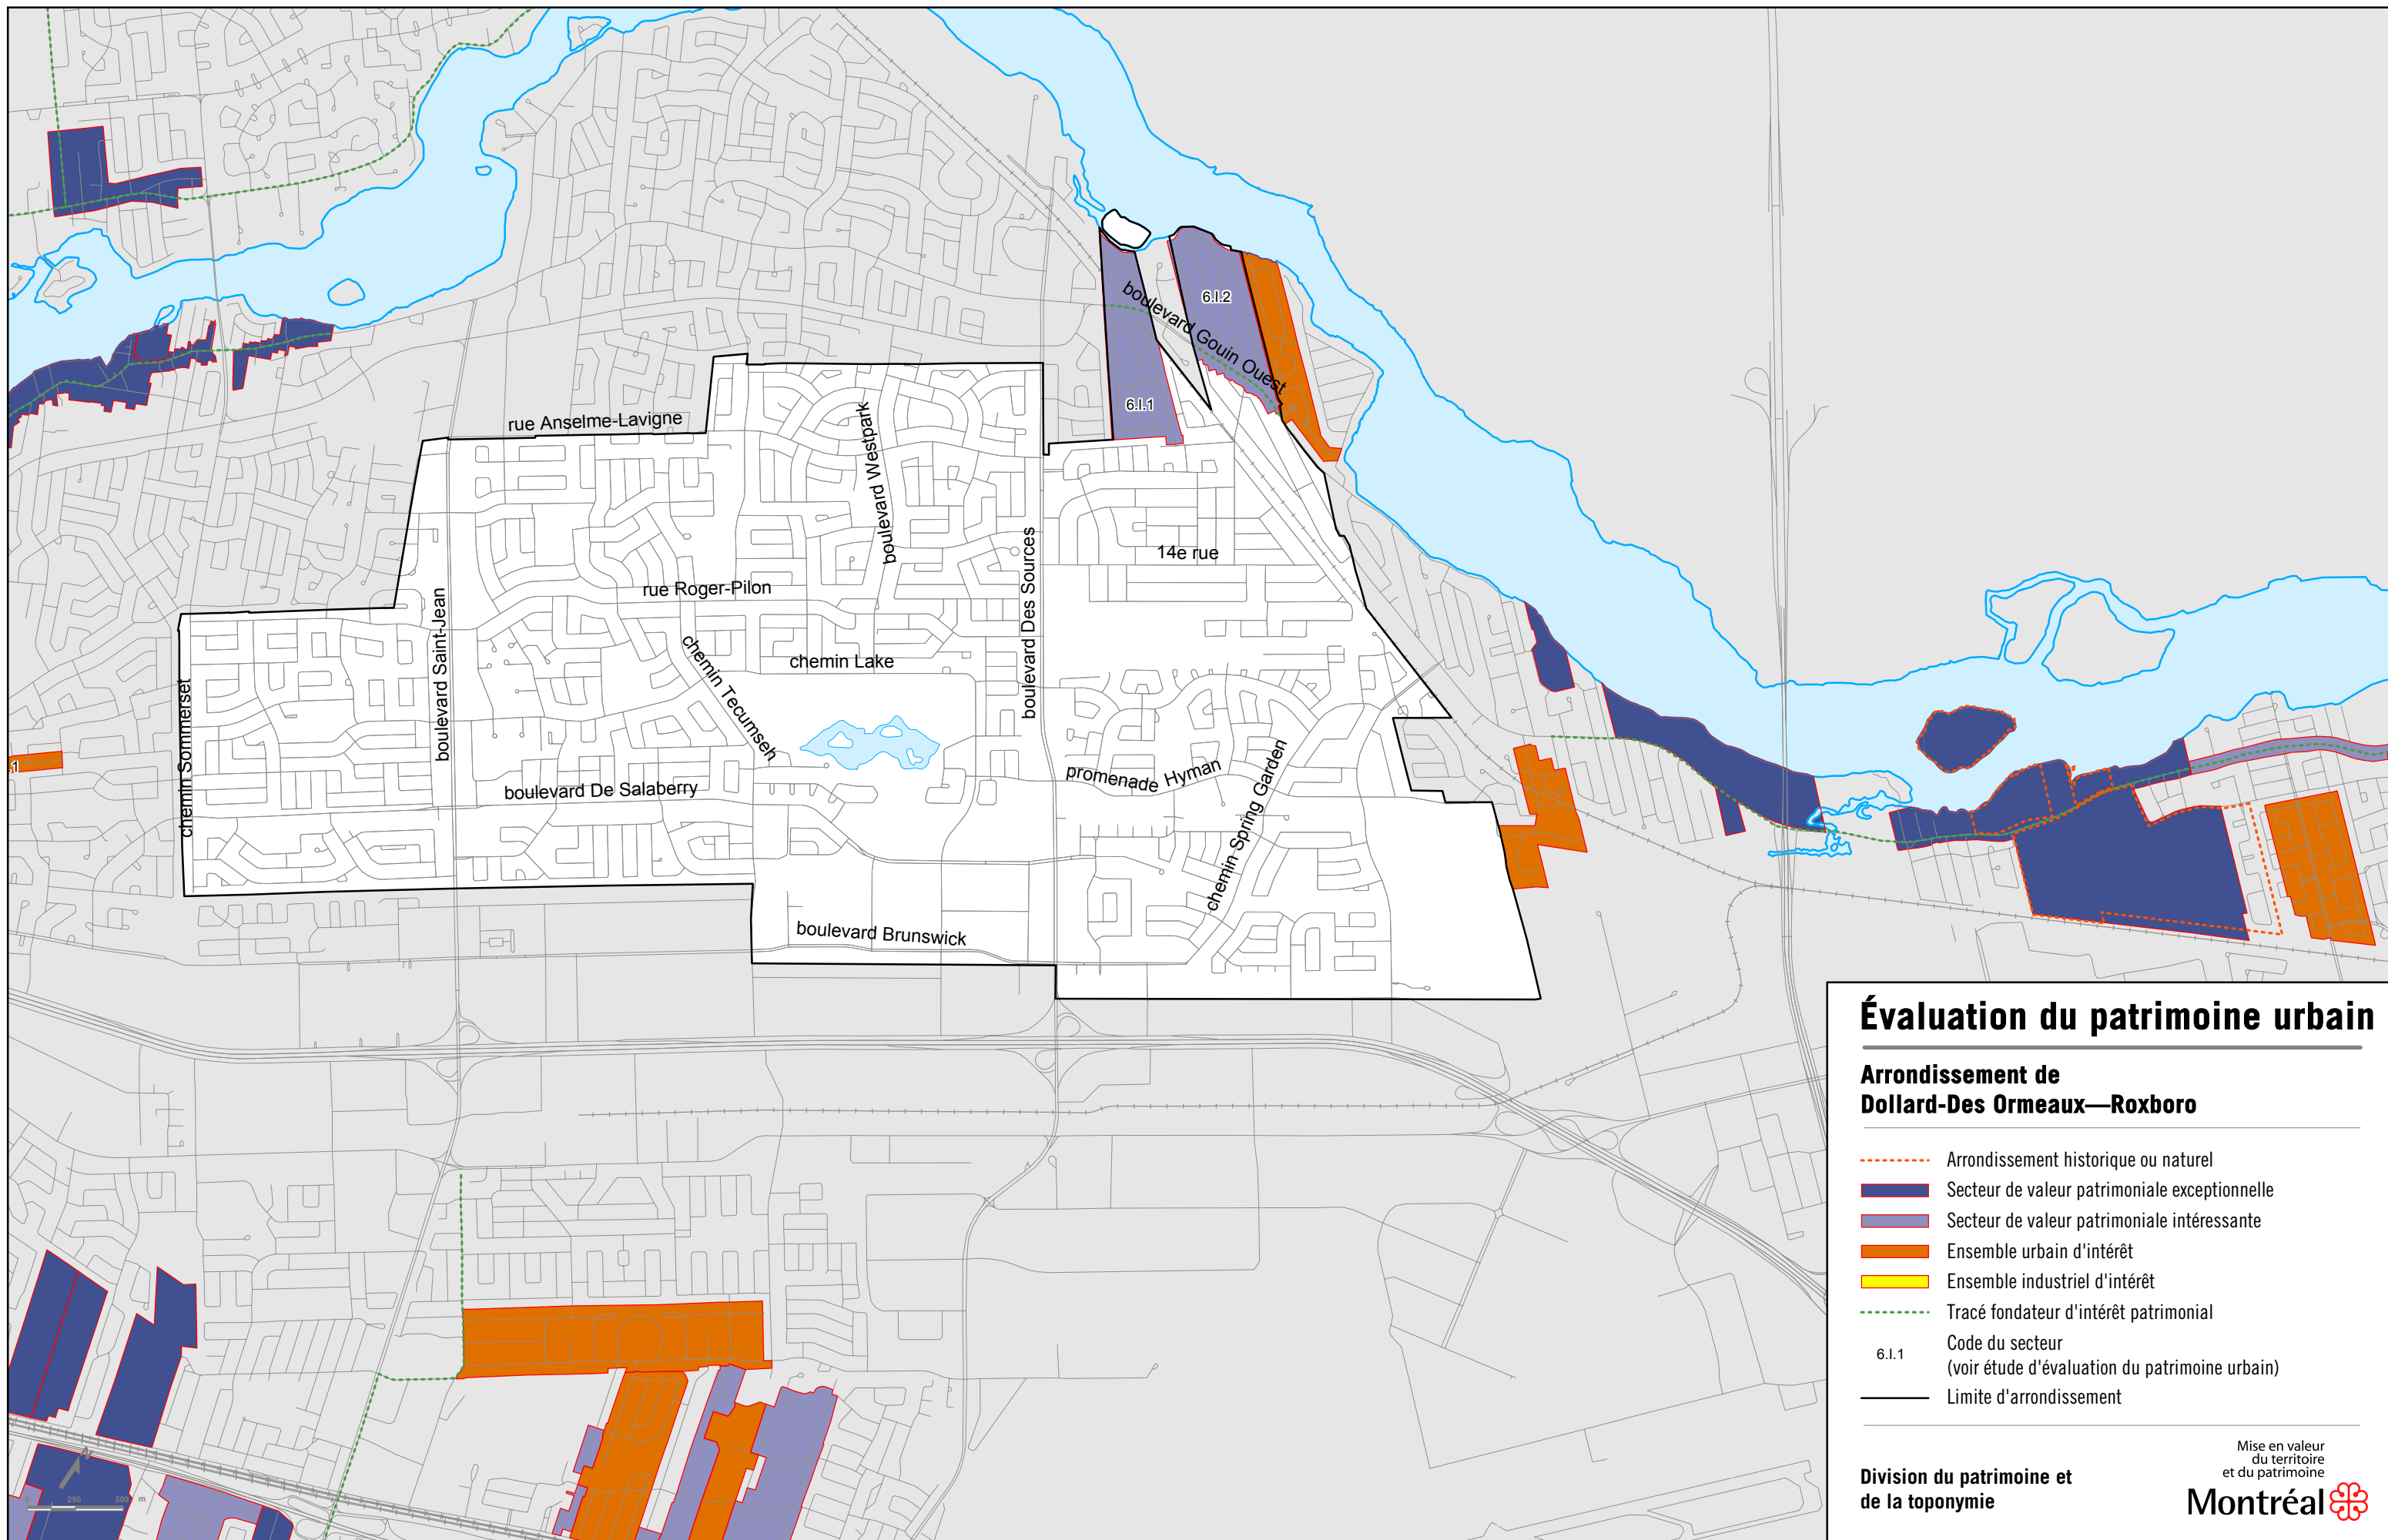 6.I.2
boulevard Gouin Ouest
6.I.1
rue Anselme-Lavigne
boulevard Westpark
14e rue
boulevard Des Sources
rue Roger-Pilon
boulevard Saint-Jean
chemin Lake
chemin Tecumseh
chemin Sommerset
.1
boulevard De Salaberry
promenade Hyman
chemin Spring Garden
boulevard Brunswick
Évaluation du patrimoine urbain
Arrondissement de
Dollard-Des Ormeaux—Roxboro
Arrondissement historique ou naturel
Secteur de valeur patrimoniale exceptionnelle
Secteur de valeur patrimoniale intéressante
Ensemble urbain d'intérêt
Ensemble industriel d'intérêt
Tracé fondateur d'intérêt patrimonial
6.I.1 Code du secteur
(voir étude d'évaluation du patrimoine urbain)
Limite d'arrondissement
Mise en valeur
du territoire
et du patrimoine
Division du patrimoine et
de la toponymie
Montréal
N
0 250 500 m